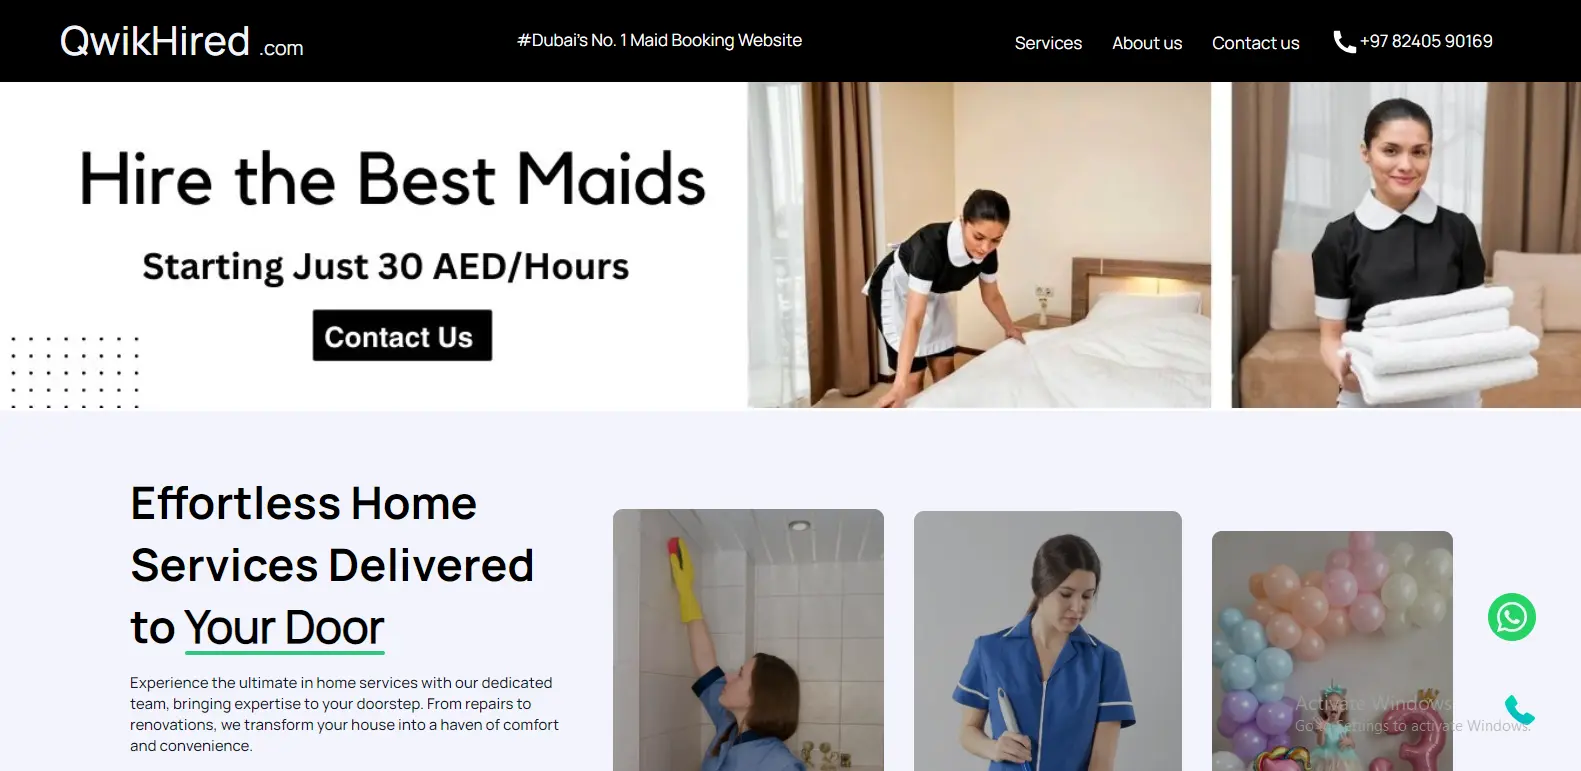 QwikHired .com
#Dubai's No. 1 Maid Booking Website
Services
About us
Contact us
+97 82405 90169
Hire the Best Maids
Starting Just 30 AED/Hours
Contact Us
Effortless Home
Services Delivered
to Your Door
Experience the ultimate in home services with our dedicated
team, bringing expertise to your doorstep. From repairs to
renovations, we transform your house into a haven of comfort
and convenience.
Activate Windows
Go to Settings to activate Windows.